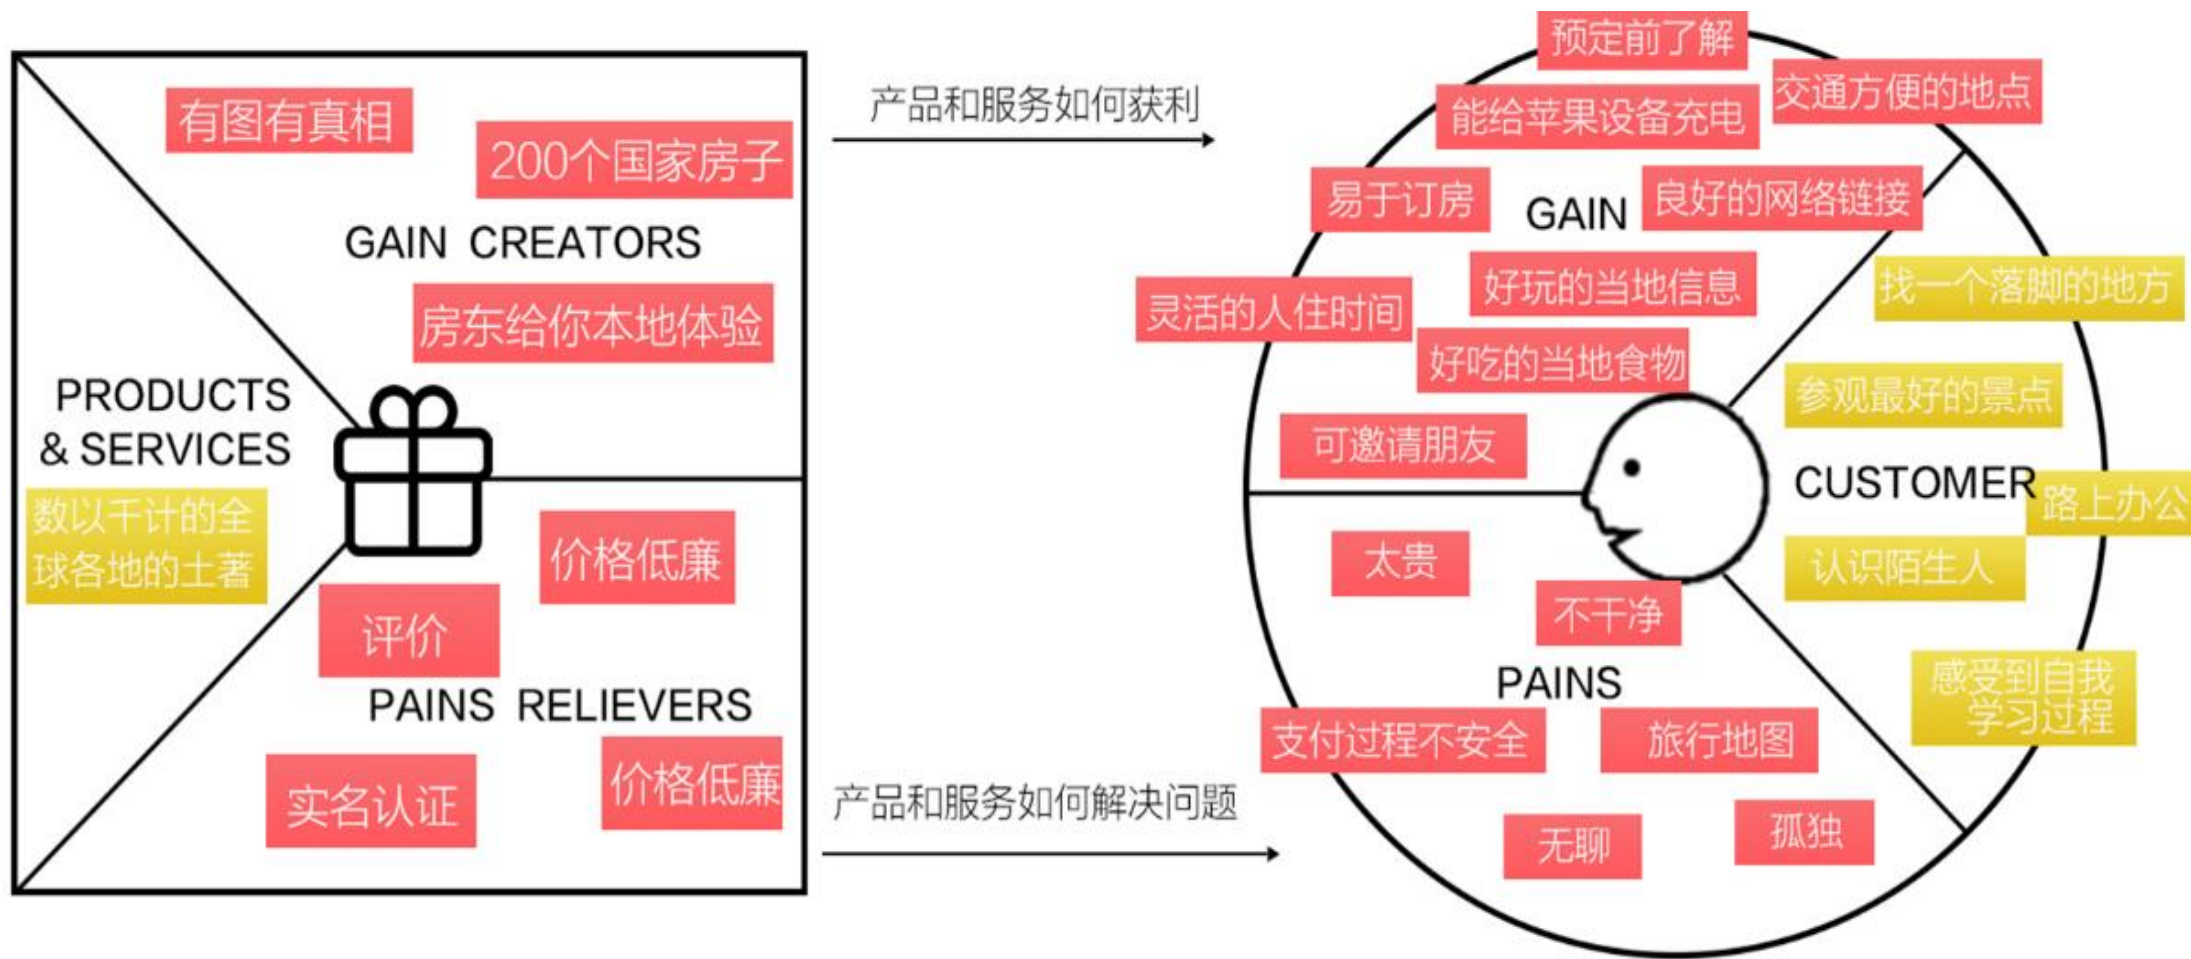 有图有真相
200个国家房子
GAIN CREATORS
房东给你本地体验
PRODUCTS
& SERVICES
数以千计的全
球各地的土著
价格低廉
评价
PAINS RELIEVERS
实名认证
价格低廉
产品和服务如何获利
产品和服务如何解决问题
预定前了解
交通方便的地点
能给苹果设备充电
易于订房
GAIN
良好的网络链接
好玩的当地信息
灵活的人住时间
好吃的当地食物
可邀请朋友
找一个落脚的地方
参观最好的景点
CUSTOMER
路上办公
认识陌生人
感受到自我
学习过程
太贵
不干净
PAINS
支付过程不安全
旅行地图
无聊
孤独